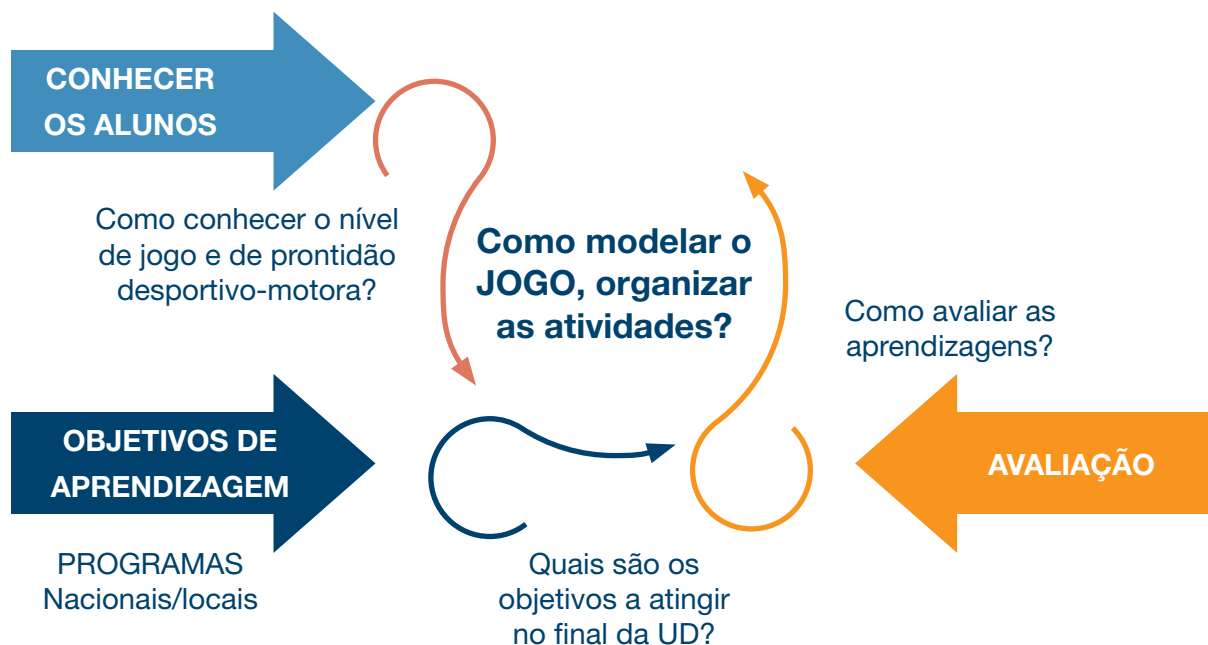 CONHECER
OS ALUNOS
Como conhecer o nível
de jogo e de prontidão
desportivo-motora?
Como modelar o
JOGO, organizar
as atividades?
Como avaliar as
aprendizagens?
OBJETIVOS DE
APRENDIZAGEM
AVALIAÇÃO
PROGRAMAS
Nacionais/locais
Quais são os
objetivos a atingir
no final da UD?